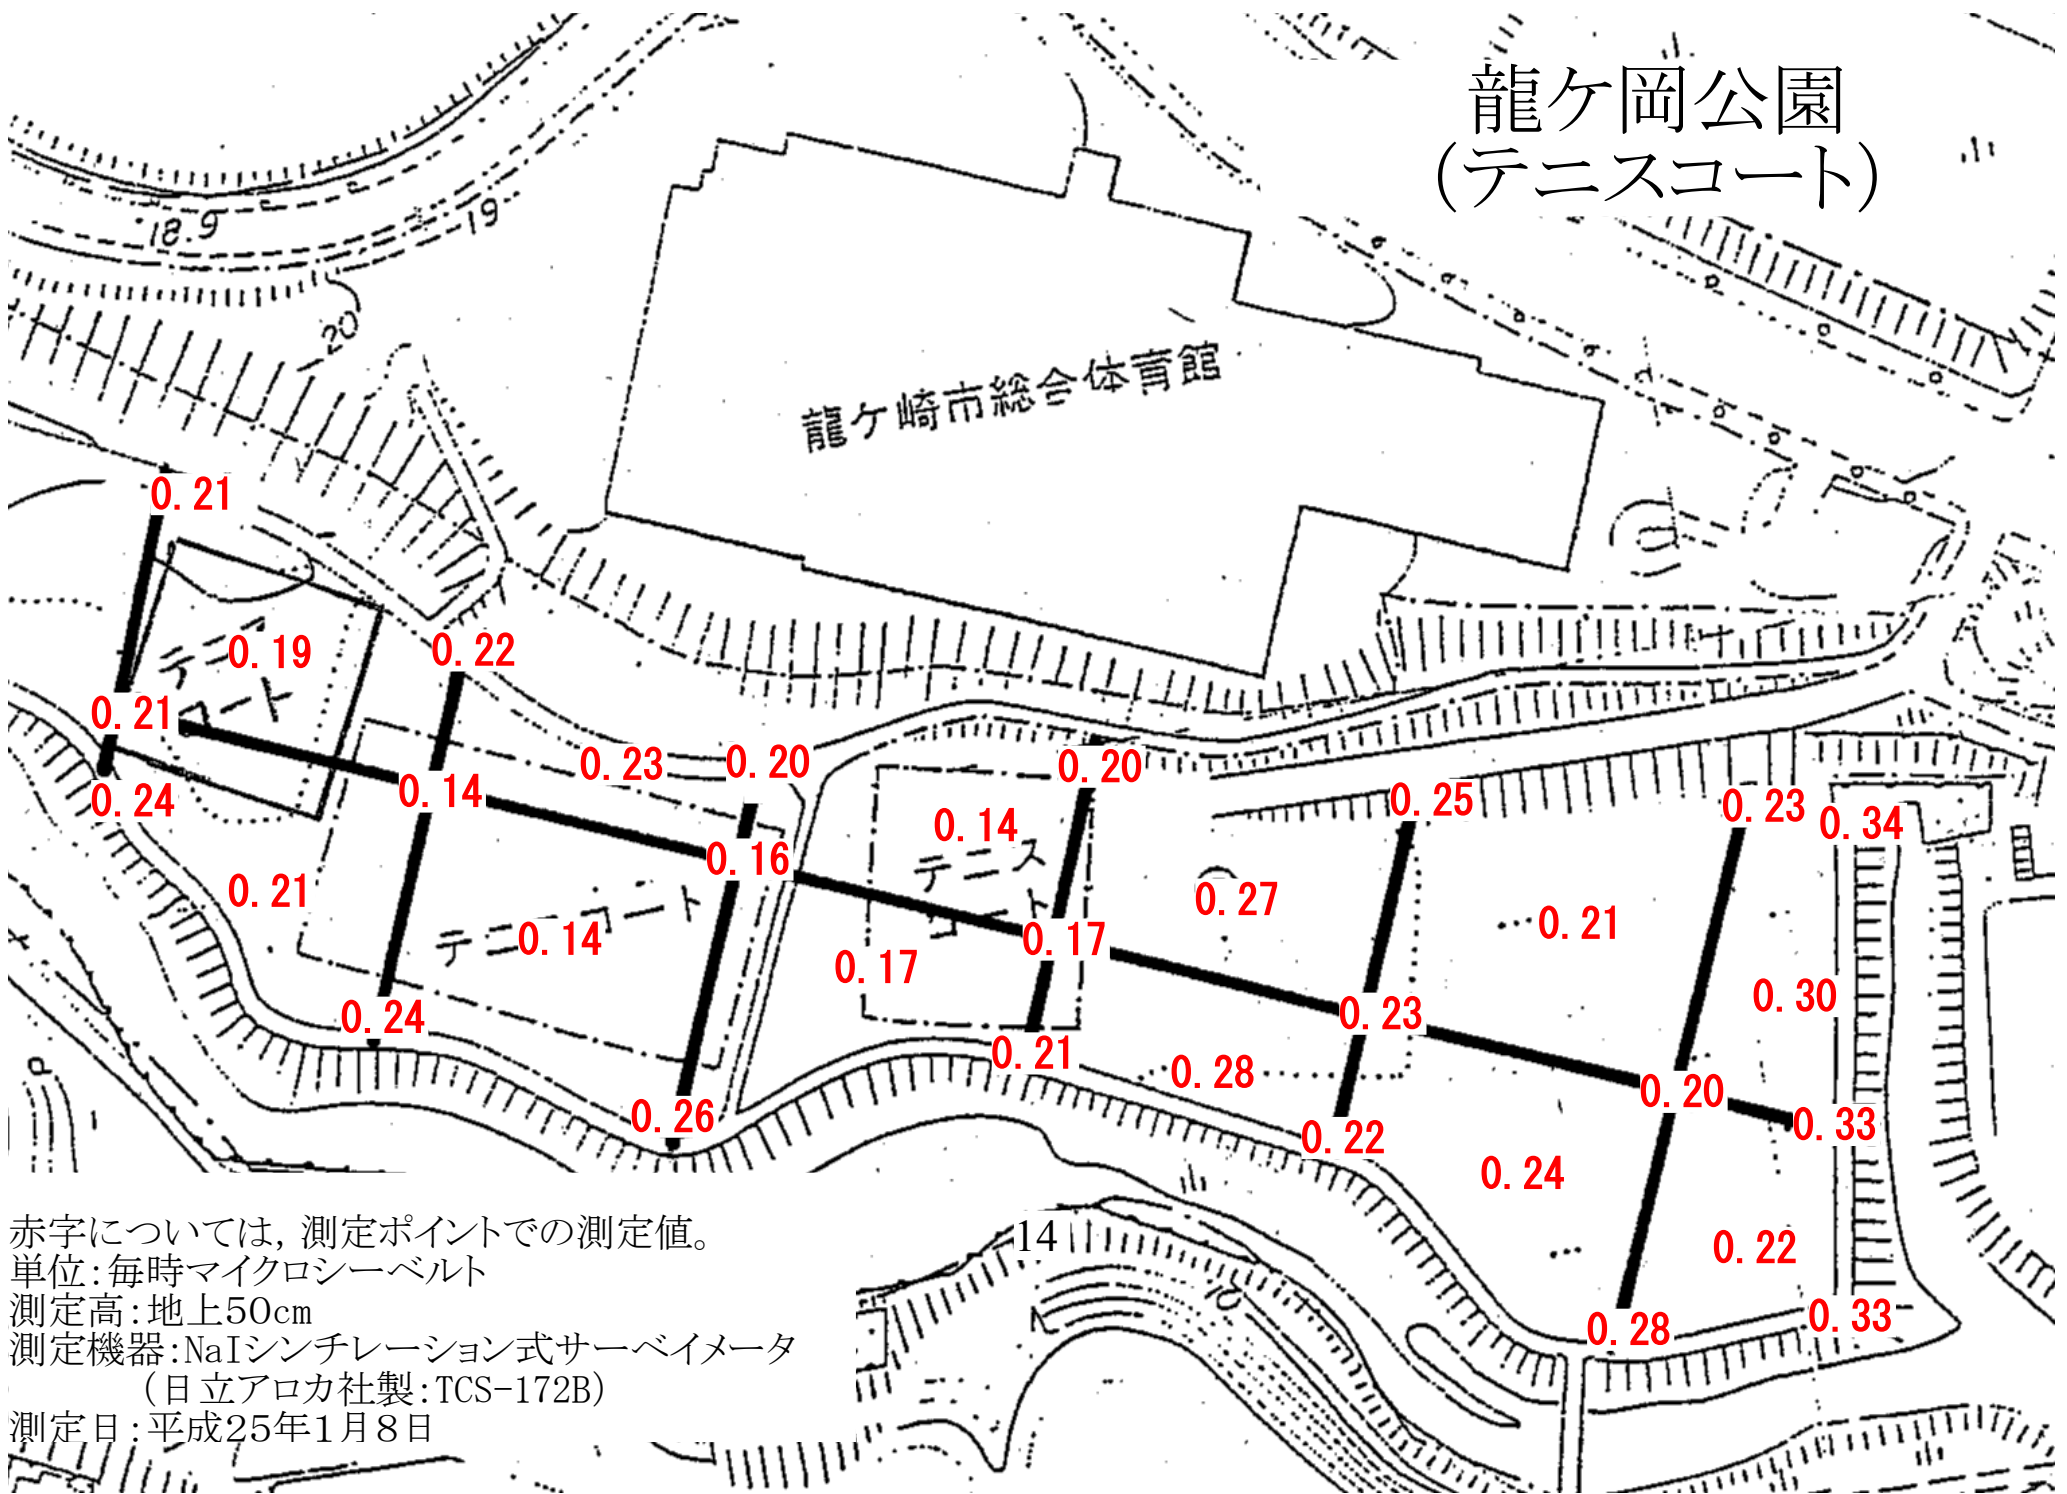 龍ケ岡公園
(テニスコート)
18.9
19
20
龍ケ崎市総合体育館
0.21
0.19
0.22
テニス
コート
0.21
0.23
0.20
0.20
0.24
0.14
0.25
0.23
0.34
0.14
0.16
テニス
コート
0.21
0.27
0.21
テニスコート
0.14
0.17
0.17
0.30
0.24
0.23
0.21
0.28
0.20
0.26
0.22
0.33
0.24
0.22
14
0.28
0.33
赤字については, 測定ポイントでの測定値。
単位:毎時マイクロシーベルト
測定高:地上50cm
測定機器:NaIシンチレーション式サーベイメータ
(日立アロカ社製:TCS-172B)
測定日:平成25年1月8日